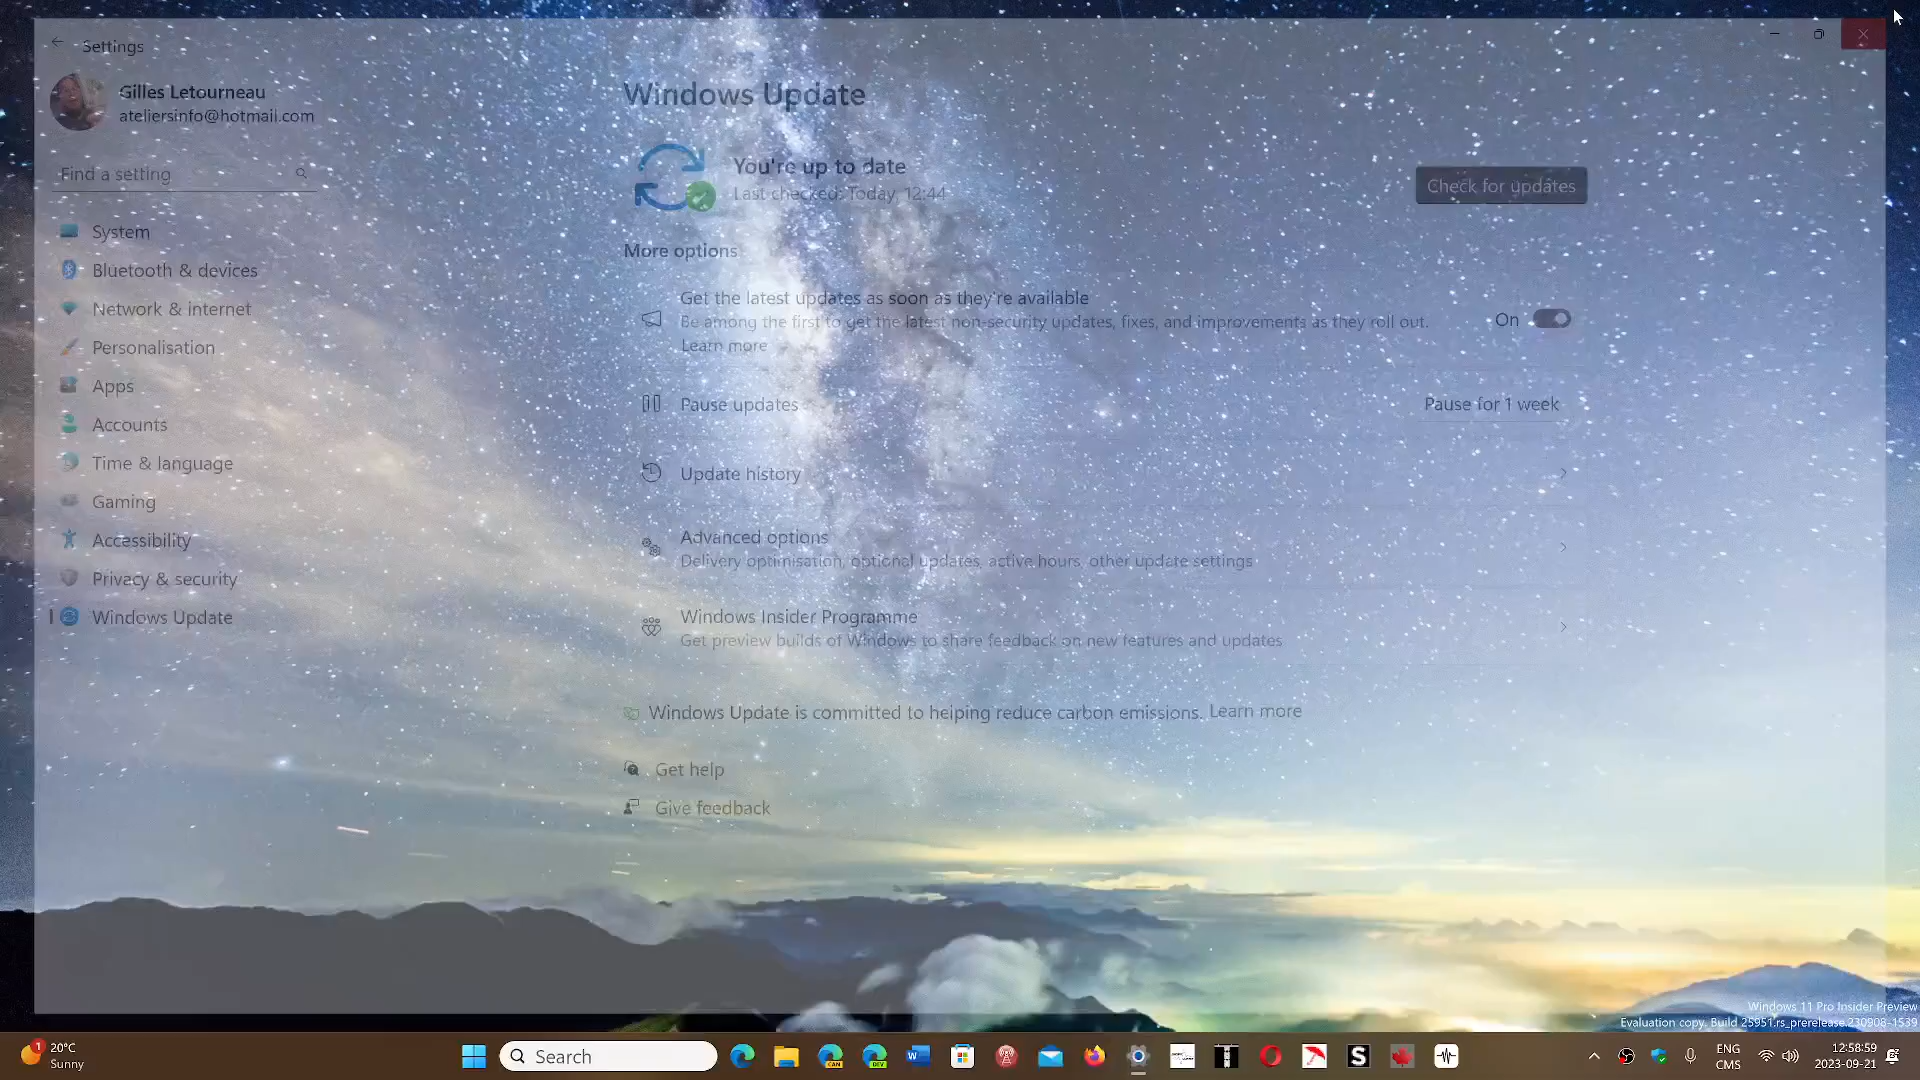 Settings
Gilles Letourneau
ateliersinfo@hotmail.com
Find a setting
System
Bluetooth & devices
Network & internet
Personalisation
Apps
Accounts
Time & language
Gaming
Accessibility
Privacy & security
Windows Update
Windows Update
You're up to date
Last checked: Today, 12:44
Check for updates
More options
Get the latest updates as soon as they're available
Be among the first to get the latest non-security updates, fixes, and improvements as they roll out.
Learn more
On
Pause updates
Pause for 1 week
Update history
Advanced options
Delivery optimisation, optional updates, active hours, other update settings
Windows Insider Programme
Get preview builds of Windows to share feedback on new features and updates
Windows Update is committed to helping reduce carbon emissions. Learn more
Get help
Give feedback
Windows 11 Pro Insider Preview
Evaluation copy. Build 25951.rs_prerelease.230908-1539
1
20°C
Sunny
Search
CAN
DEV
W
S
ENG
CMS
12:58:59
2023-09-21